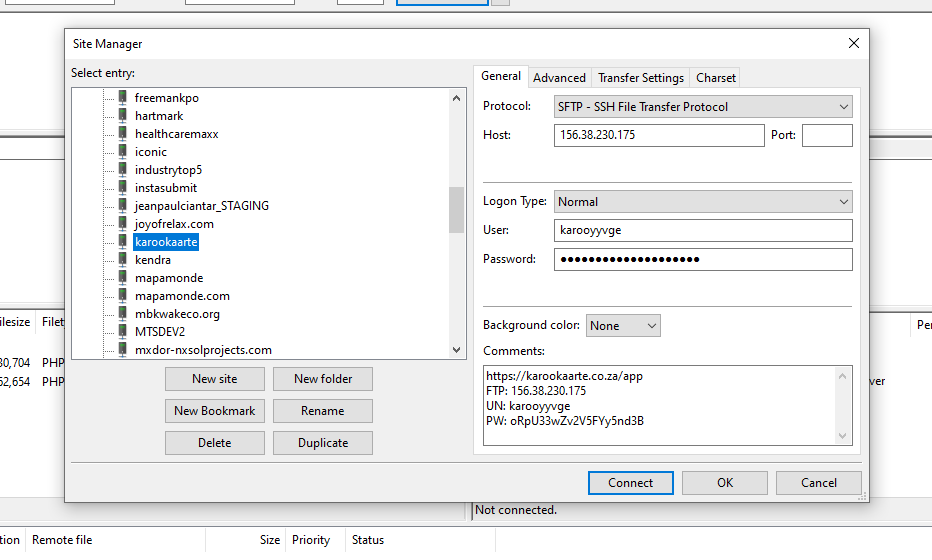 Site Manager
Select entry:
freemankpo
hartmark
healthcaremaxx
iconic
industrytop5
instasubmit
jeanpaulciantar_STAGING
joyofrelax.com
karookaarte
kendra
mapamonde
mapamonde.com
mbkwakeco.org
MTSDEV2
mxdor-nxsolprojects.com
New site
New folder
New Bookmark
Rename
Delete
Duplicate
General
Advanced
Transfer Settings
Charset
Protocol:
SFTP - SSH File Transfer Protocol
Host:
156.38.230.175
Port:
Logon Type:
Normal
User:
karooyyvge
Password:
Background color:
None
Comments:
https://karookaarte.co.za/app
FTP: 156.38.230.175
UN: karooyyvge
PW: oRpU33wZv2V5FYy5nd3B
Connect
OK
Cancel
ilesize
Filet
Pe
30,704
PHP
62,654
PHP
ver
Not connected.
tion
Remote file
Size
Priority
Status